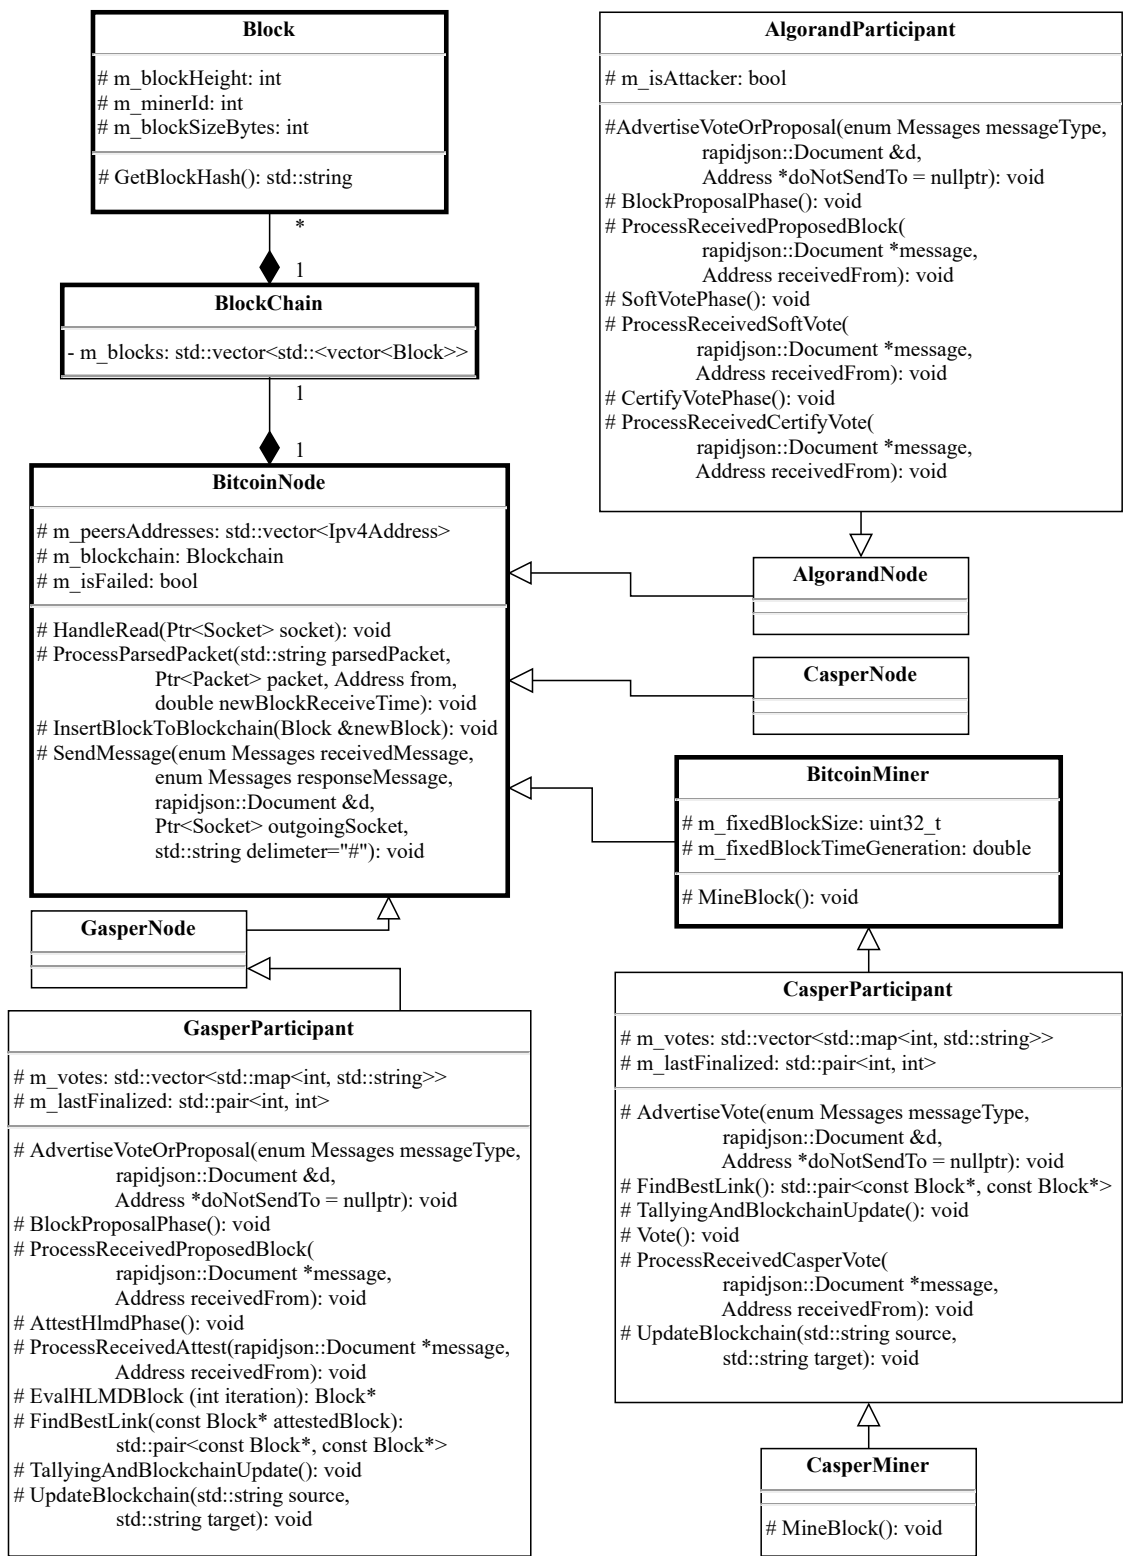 Block
# m_blockHeight: int
# m_minerId: int
# m_blockSizeBytes: int
# GetBlockHash(): std::string
*
1
BlockChain
- m_blocks: std::vector<std::<vector<Block>>
1
1
BitcoinNode
# m_peersAddresses: std::vector<Ipv4Address>
# m_blockchain: Blockchain
# m_isFailed: bool
# HandleRead(Ptr<Socket> socket): void
# ProcessParsedPacket(std::string parsedPacket,
Ptr<Packet> packet, Address from,
double newBlockReceiveTime): void
# InsertBlockToBlockchain(Block &newBlock): void
# SendMessage(enum Messages receivedMessage,
enum Messages responseMessage,
rapidjson::Document &d,
Ptr<Socket> outgoingSocket,
std::string delimeter="#"): void
GasperNode
GasperParticipant
# m_votes: std::vector<std::map<int, std::string>>
# m_lastFinalized: std::pair<int, int>
# AdvertiseVoteOrProposal(enum Messages messageType,
rapidjson::Document &d,
Address *doNotSendTo = nullptr): void
# BlockProposalPhase(): void
# ProcessReceivedProposedBlock(
rapidjson::Document *message,
Address receivedFrom): void
# AttestHlmdPhase(): void
# ProcessReceivedAttest(rapidjson::Document *message,
Address receivedFrom): void
# EvalHLMDBlock (int iteration): Block*
# FindBestLink(const Block* attestedBlock):
std::pair<const Block*, const Block*>
# TallyingAndBlockchainUpdate(): void
# UpdateBlockchain(std::string source,
std::string target): void
AlgorandParticipant
# m_isAttacker: bool
#AdvertiseVoteOrProposal(enum Messages messageType,
rapidjson::Document &d,
Address *doNotSendTo = nullptr): void
# BlockProposalPhase(): void
# ProcessReceivedProposedBlock(
rapidjson::Document *message,
Address receivedFrom): void
# SoftVotePhase(): void
# ProcessReceivedSoftVote(
rapidjson::Document *message,
Address receivedFrom): void
# CertifyVotePhase(): void
# ProcessReceivedCertifyVote(
rapidjson::Document *message,
Address receivedFrom): void
AlgorandNode
CasperNode
BitcoinMiner
# m_fixedBlockSize: uint32_t
# m_fixedBlockTimeGeneration: double
# MineBlock(): void
CasperParticipant
# m_votes: std::vector<std::map<int, std::string>>
# m_lastFinalized: std::pair<int, int>
# AdvertiseVote(enum Messages messageType,
rapidjson::Document &d,
Address *doNotSendTo = nullptr): void
# FindBestLink(): std::pair<const Block*, const Block*>
# TallyingAndBlockchainUpdate(): void
# Vote(): void
# ProcessReceivedCasperVote(
rapidjson::Document *message,
Address receivedFrom): void
# UpdateBlockchain(std::string source,
std::string target): void
CasperMiner
# MineBlock(): void